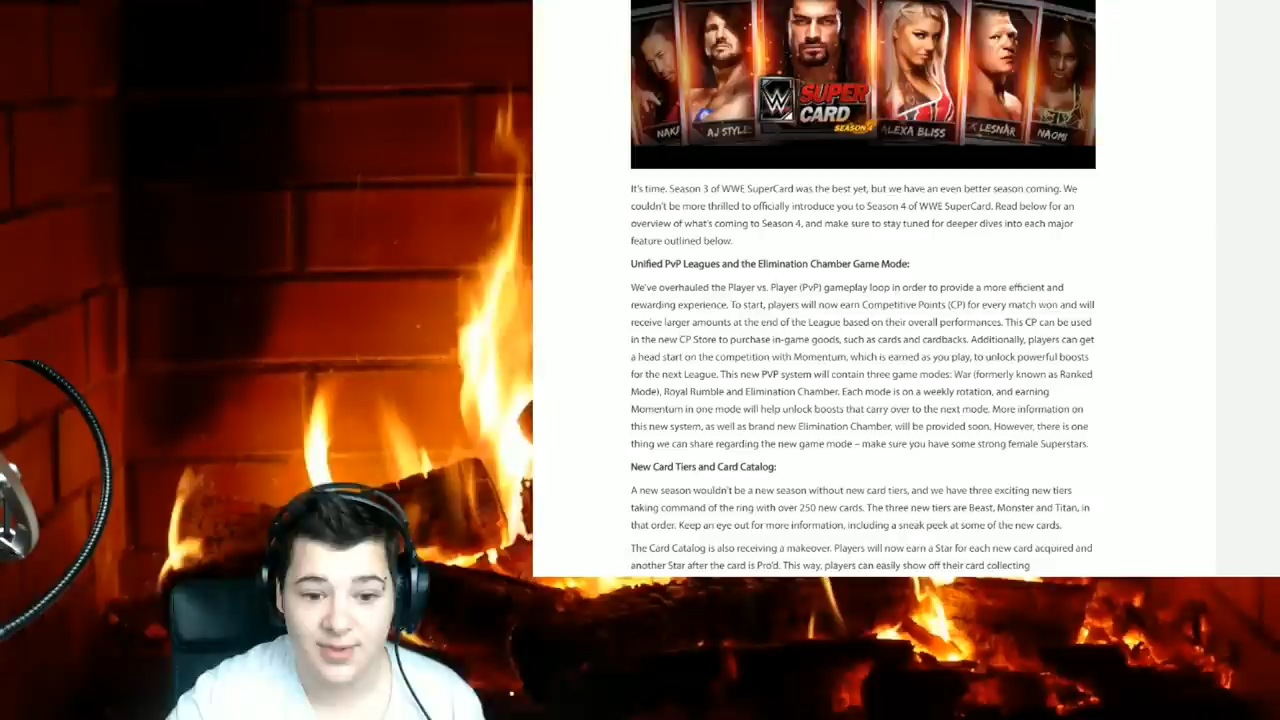 NAKA
AJ STYLES
W
SUPER
CARD
SEASON 4
ALEXA BLISS
K LESNAR
NAOMI
It's time. Season 3 of WWE SuperCard was the best yet, but we have an even better season coming. We
couldn't be more thrilled to officially introduce you to Season 4 of WWE SuperCard. Read below for an
overview of what's coming to Season 4, and make sure to stay tuned for deeper dives into each major
feature outlined below.
Unified PvP Leagues and the Elimination Chamber Game Mode:
We've overhauled the Player vs. Player (PvP) gameplay loop in order to provide a more efficient and
rewarding experience. To start, players will now earn Competitive Points (CP) for every match won and will
receive larger amounts at the end of the League based on their overall performances. This CP can be used
in the new CP Store to purchase in-game goods, such as cards and cardbacks. Additionally, players can get
a head start on the competition with Momentum, which is earned as you play, to unlock powerful boosts
for the next League. This new PVP system will contain three game modes: War (formerly known as Ranked
Mode), Royal Rumble and Elimination Chamber. Each mode is on a weekly rotation, and earning
Momentum in one mode will help unlock boosts that carry over to the next mode. More information on
this new system, as well as brand new Elimination Chamber, will be provided soon. However, there is one
thing we can share regarding the new game mode – make sure you have some strong female Superstars.
New Card Tiers and Card Catalog:
A new season wouldn't be a new season without new card tiers, and we have three exciting new tiers
taking command of the ring with over 250 new cards. The three new tiers are Beast, Monster and Titan, in
that order. Keep an eye out for more information, including a sneak peek at some of the new cards.
The Card Catalog is also receiving a makeover. Players will now earn a Star for each new card acquired and
another Star after the card is Pro'd. This way, players can easily show off their card collecting